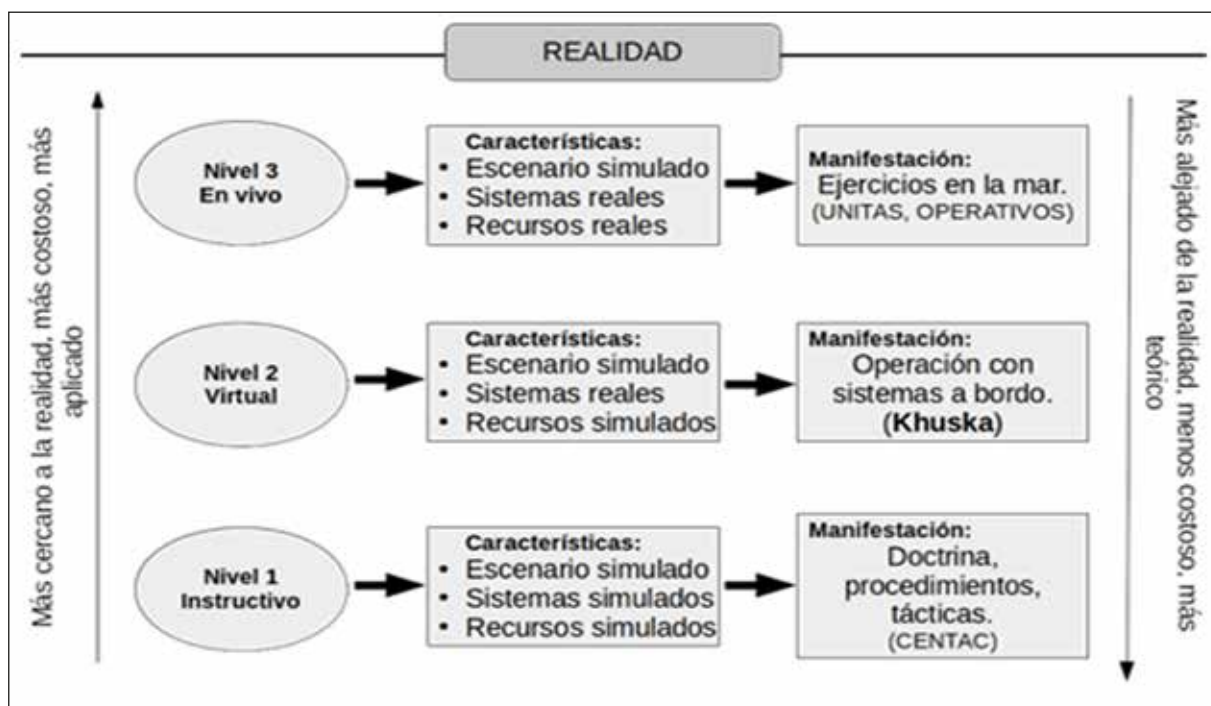 REALIDAD
Más cercano a la realidad, más costoso, más
aplicado
Nivel 3
En vivo
Características:
• Escenario simulado
• Sistemas reales
• Recursos reales
Manifestación:
Ejercicios en la mar.
(UNITAS, OPERATIVOS)
Nivel 2
Virtual
Características:
• Escenario simulado
• Sistemas reales
• Recursos simulados
Manifestación:
Operación con
sistemas a bordo.
(Khuska)
Nivel 1
Instructivo
Características:
• Escenario simulado
• Sistemas simulados
• Recursos simulados
Manifestación:
Doctrina,
procedimientos,
tácticas.
(CENTAC)
Más alejado de la realidad, menos costoso, más
teórico